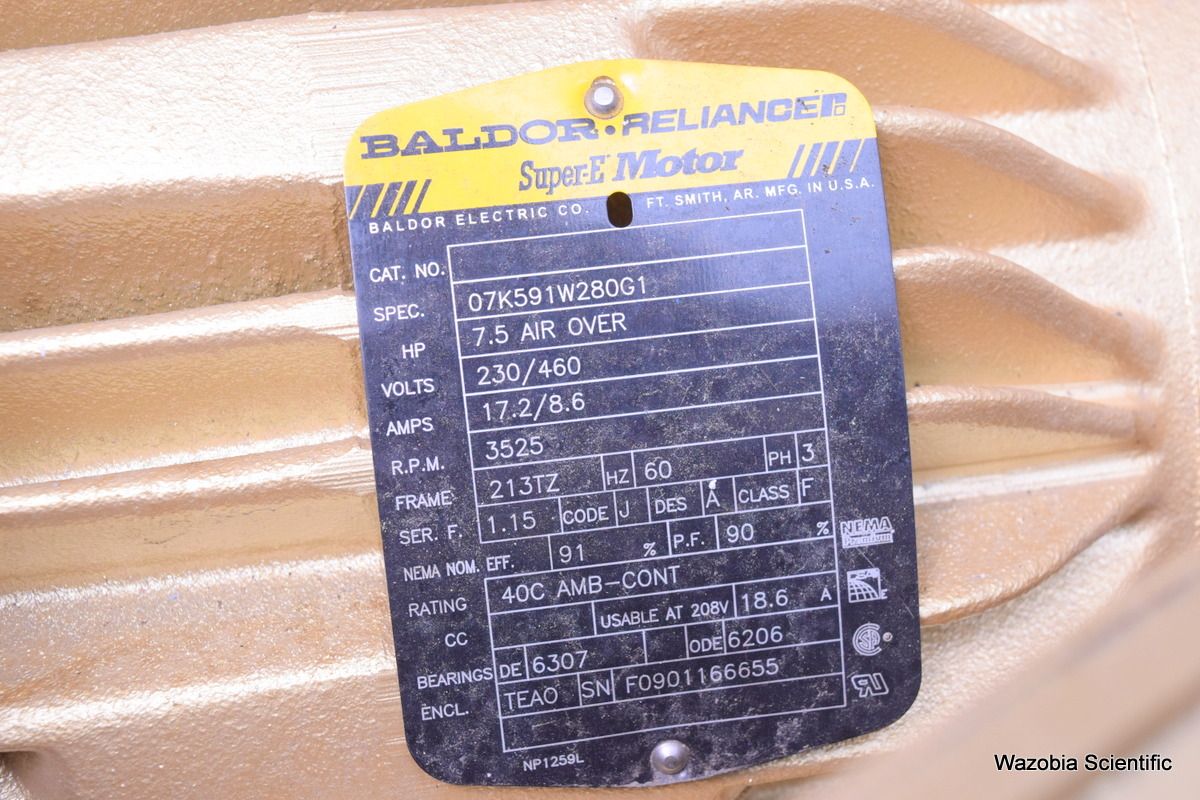 BALDOR • RELIANCER
Super-E Motor
BALDOR ELECTRIC CO. FT. SMITH, AR. MFG. IN U.S.A.
CAT. NO.
SPEC. 07K591W280G1
HP 7.5 AIR OVER
VOLTS 230/460
AMPS 17.2/8.6
R.P.M. 3525
FRAME 213TZ HZ 60 PH 3
SER. F. 1.15 CODE J DES A CLASS F
NEMA NOM. EFF. 91 % P.F. 90 %
RATING 40C AMB-CONT
CC USABLE AT 208V 18.6 A
BEARINGS DE 6307 ODE 6206
ENCL. TEAO SN F0901166655
NEMA
Premium
NP1259L
Wazobia Scientific